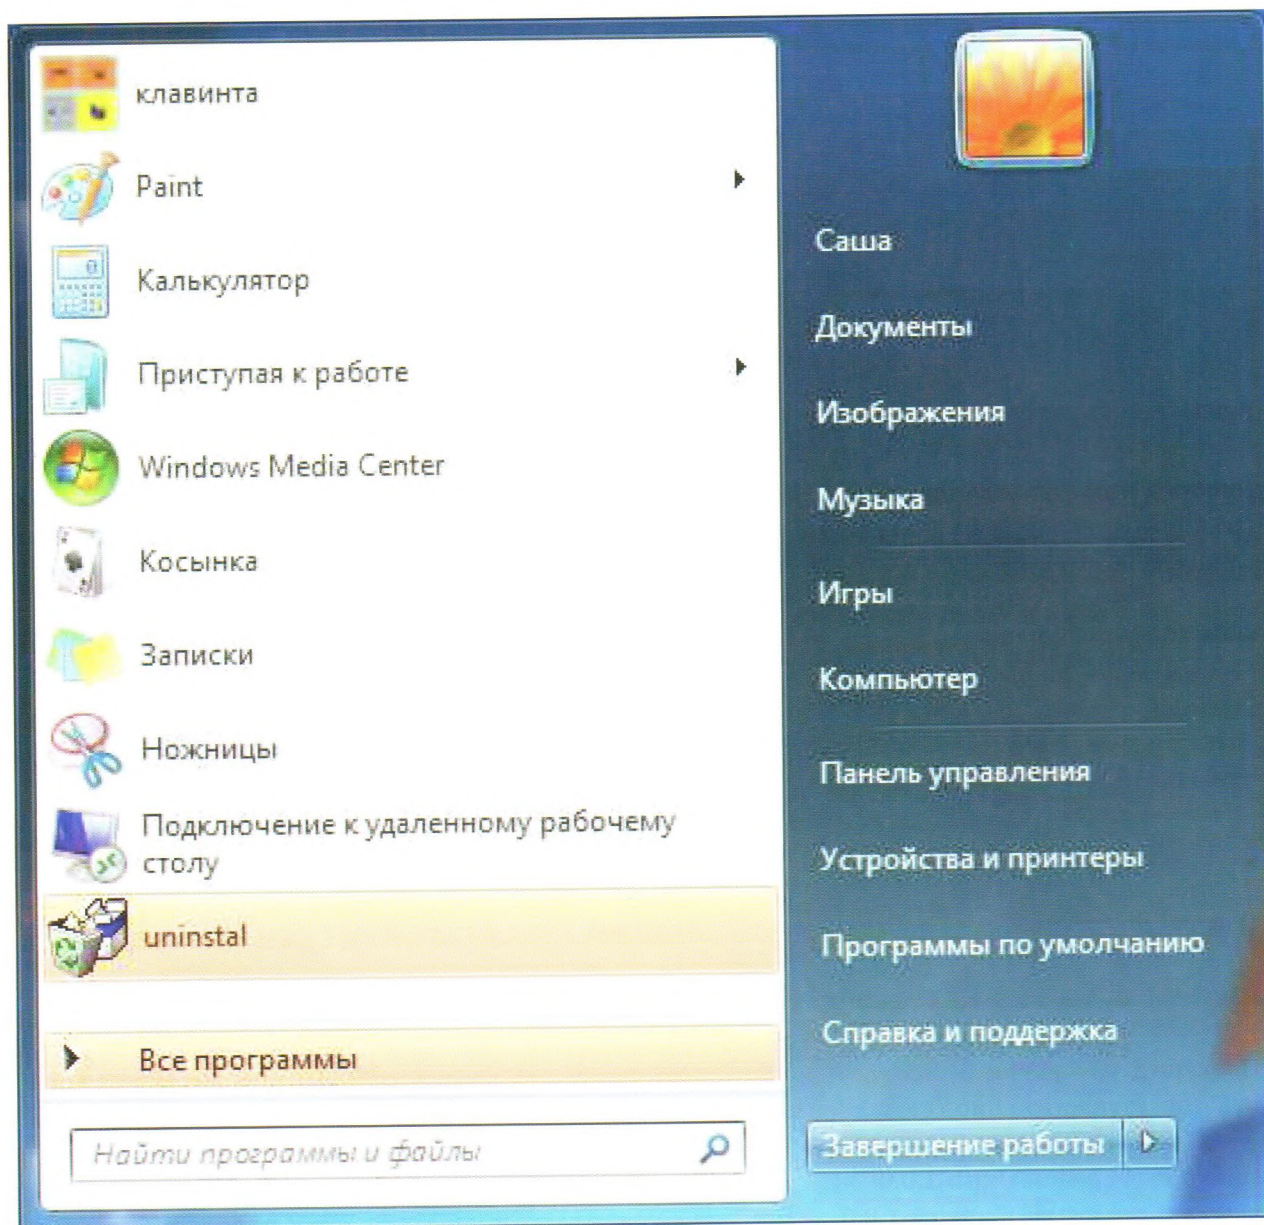 клавинта
Paint
Калькулятор
Приступая к работе
Windows Media Center
Косынка
Записки
Ножницы
Подключение к удаленному рабочему
столу
uninstal
Все программы
Найти программы и файлы
Саша
Документы
Изображения
Музыка
Игры
Компьютер
Панель управления
Устройства и принтеры
Программы по умолчанию
Справка и поддержка
Завершение работы